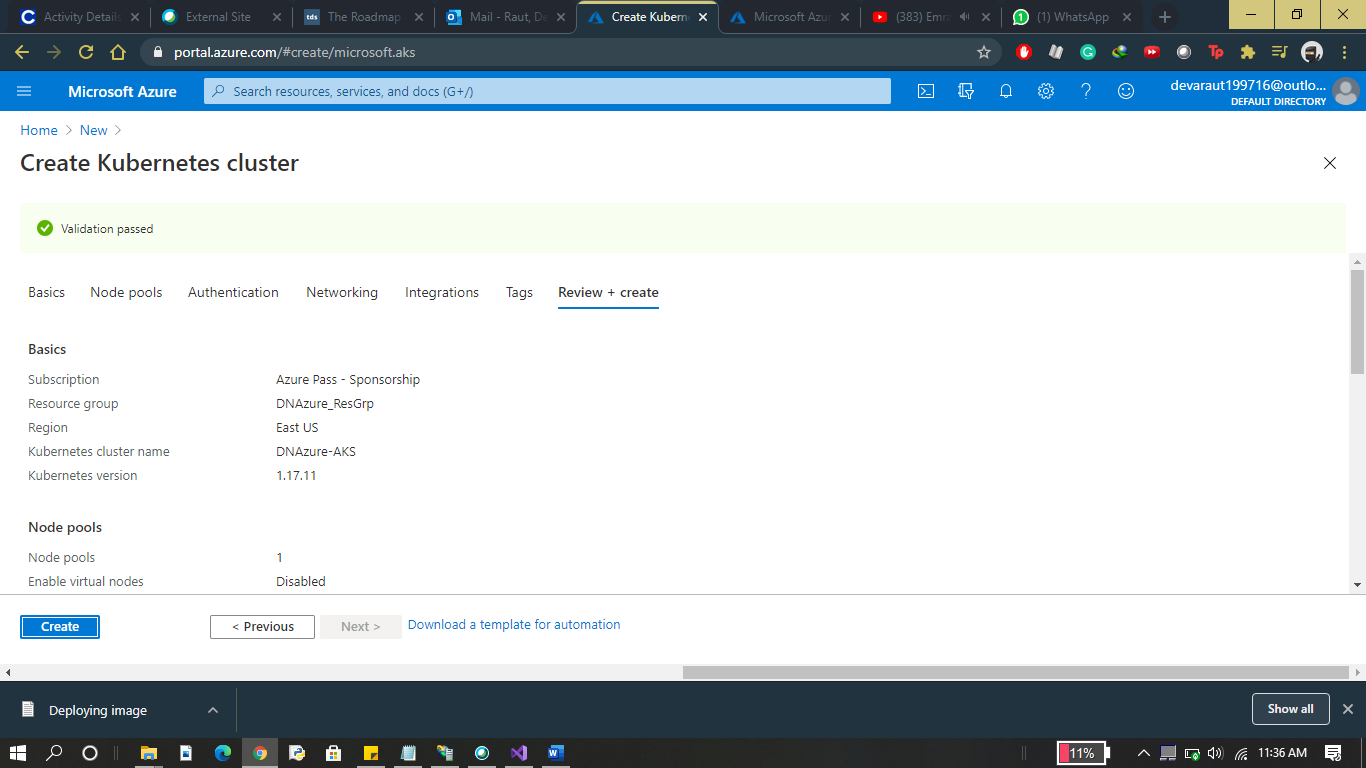 Activity Details
External Site
The Roadmap
Mail - Raut, De
Create Kubern
Microsoft Azu
(383) Emra
(1) WhatsApp
portal.azure.com/#create/microsoft.aks
Microsoft Azure
Search resources, services, and docs (G+/)
devaraut199716@outlo...
DEFAULT DIRECTORY
Home > New >
Create Kubernetes cluster
Validation passed
Basics Node pools Authentication Networking Integrations Tags Review + create
Basics
Subscription Azure Pass - Sponsorship
Resource group DNAzure_ResGrp
Region East US
Kubernetes cluster name DNAzure-AKS
Kubernetes version 1.17.11
Node pools
Node pools 1
Enable virtual nodes Disabled
Create < Previous Next > Download a template for automation
Deploying image
Show all
11%
11:36 AM